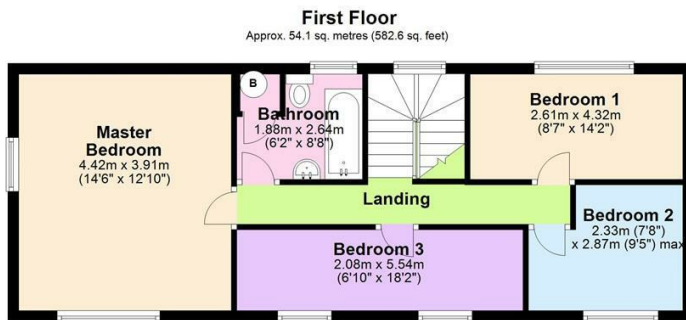 First Floor
Approx. 54.1 sq. metres (582.6 sq. feet)
B
Bathroom
1.88m x 2.64m
(6'2" x 8'8")
Bedroom 1
2.61m x 4.32m
(8'7" x 14'2")
Master
Bedroom
4.42m x 3.91m
(14'6" x 12'10")
Landing
Bedroom 2
2.33m (7'8")
x 2.87m (9'5") max
Bedroom 3
2.08m x 5.54m
(6'10" x 18'2")